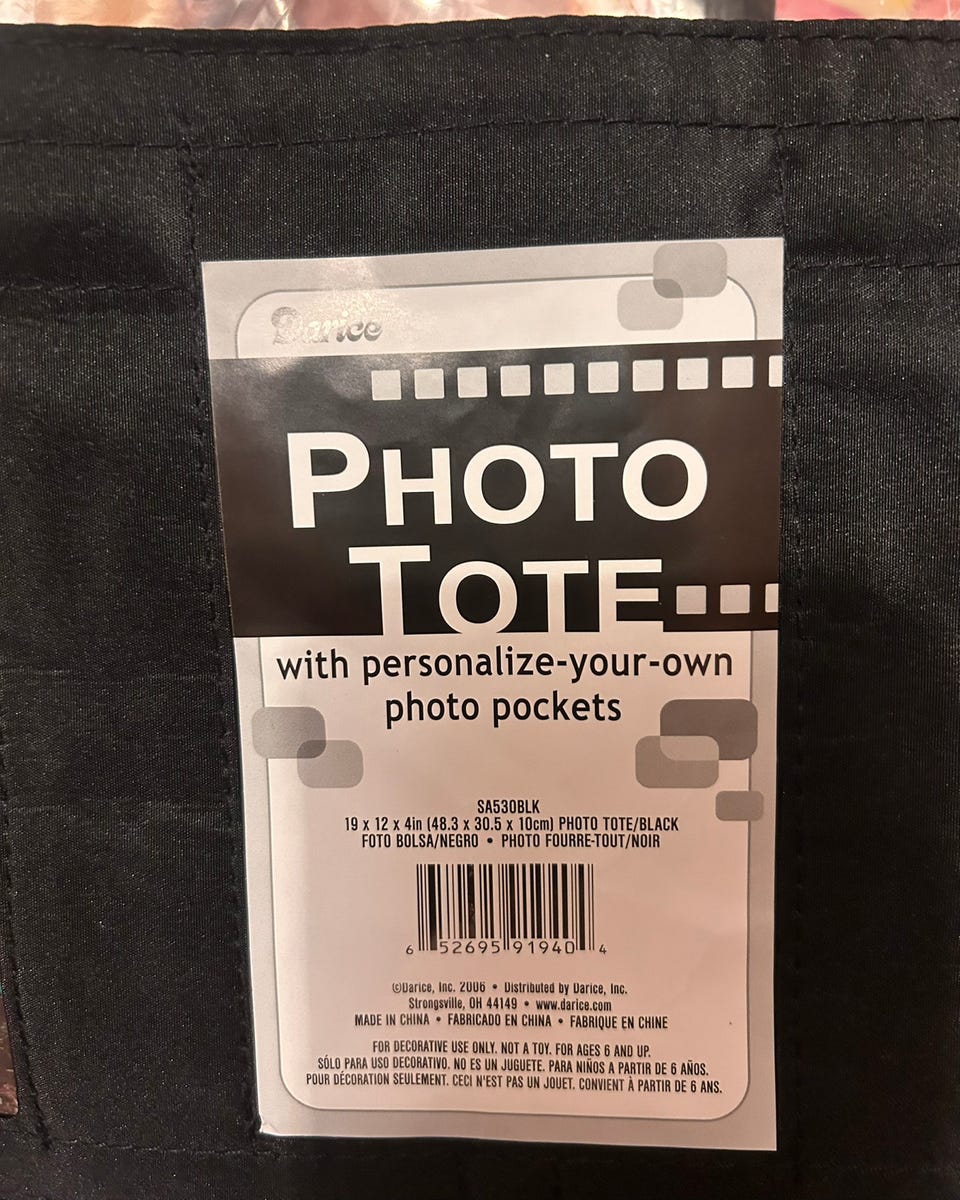 Darice
PHOTO
TOTE
with personalize-your-own
photo pockets
SA530BLK
19 x 12 x 4in (48.3 x 30.5 x 10cm) PHOTO TOTE/BLACK
FOTO BOLSA/NEGRO • PHOTO FOURRE-TOUT/NOIR
6 52695 91940 4
©Darice, Inc. 2006 • Distributed by Darice, Inc.
Strongsville, OH 44149 • www.darice.com
MADE IN CHINA • FABRICADO EN CHINA • FABRIQUE EN CHINE
FOR DECORATIVE USE ONLY. NOT A TOY. FOR AGES 6 AND UP.
SÓLO PARA USO DECORATIVO. NO ES UN JUGUETE. PARA NIÑOS A PARTIR DE 6 AÑOS.
POUR DÉCORATION SEULEMENT. CECI N'EST PAS UN JOUET. CONVIENT À PARTIR DE 6 ANS.